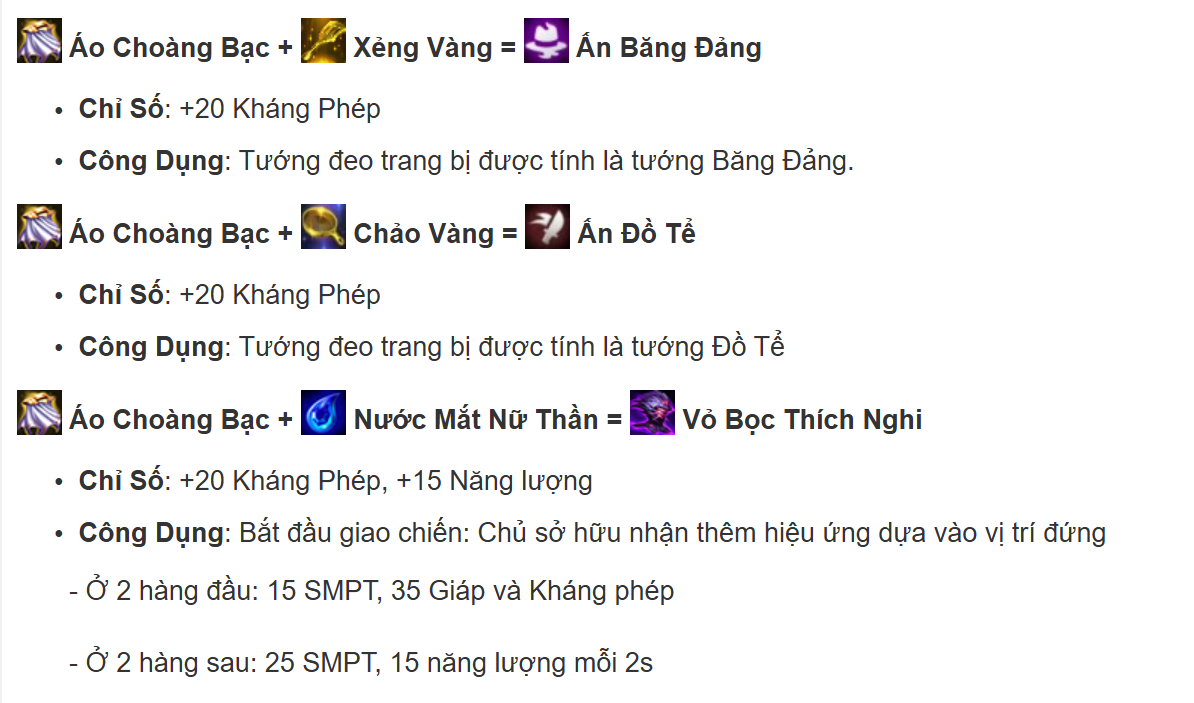 Áo Choàng Bạc + Xẻng Vàng = Ấn Băng Đảng
• Chỉ Số: +20 Kháng Phép
• Công Dụng: Tướng đeo trang bị được tính là tướng Băng Đảng.
Áo Choàng Bạc + Chảo Vàng = Ấn Đồ Tể
• Chỉ Số: +20 Kháng Phép
• Công Dụng: Tướng đeo trang bị được tính là tướng Đồ Tể
Áo Choàng Bạc + Nước Mắt Nữ Thần = Vỏ Bọc Thích Nghi
• Chỉ Số: +20 Kháng Phép, +15 Năng lượng
• Công Dụng: Bắt đầu giao chiến: Chủ sở hữu nhận thêm hiệu ứng dựa vào vị trí đứng
- Ở 2 hàng đầu: 15 SMPT, 35 Giáp và Kháng phép
- Ở 2 hàng sau: 25 SMPT, 15 năng lượng mỗi 2s